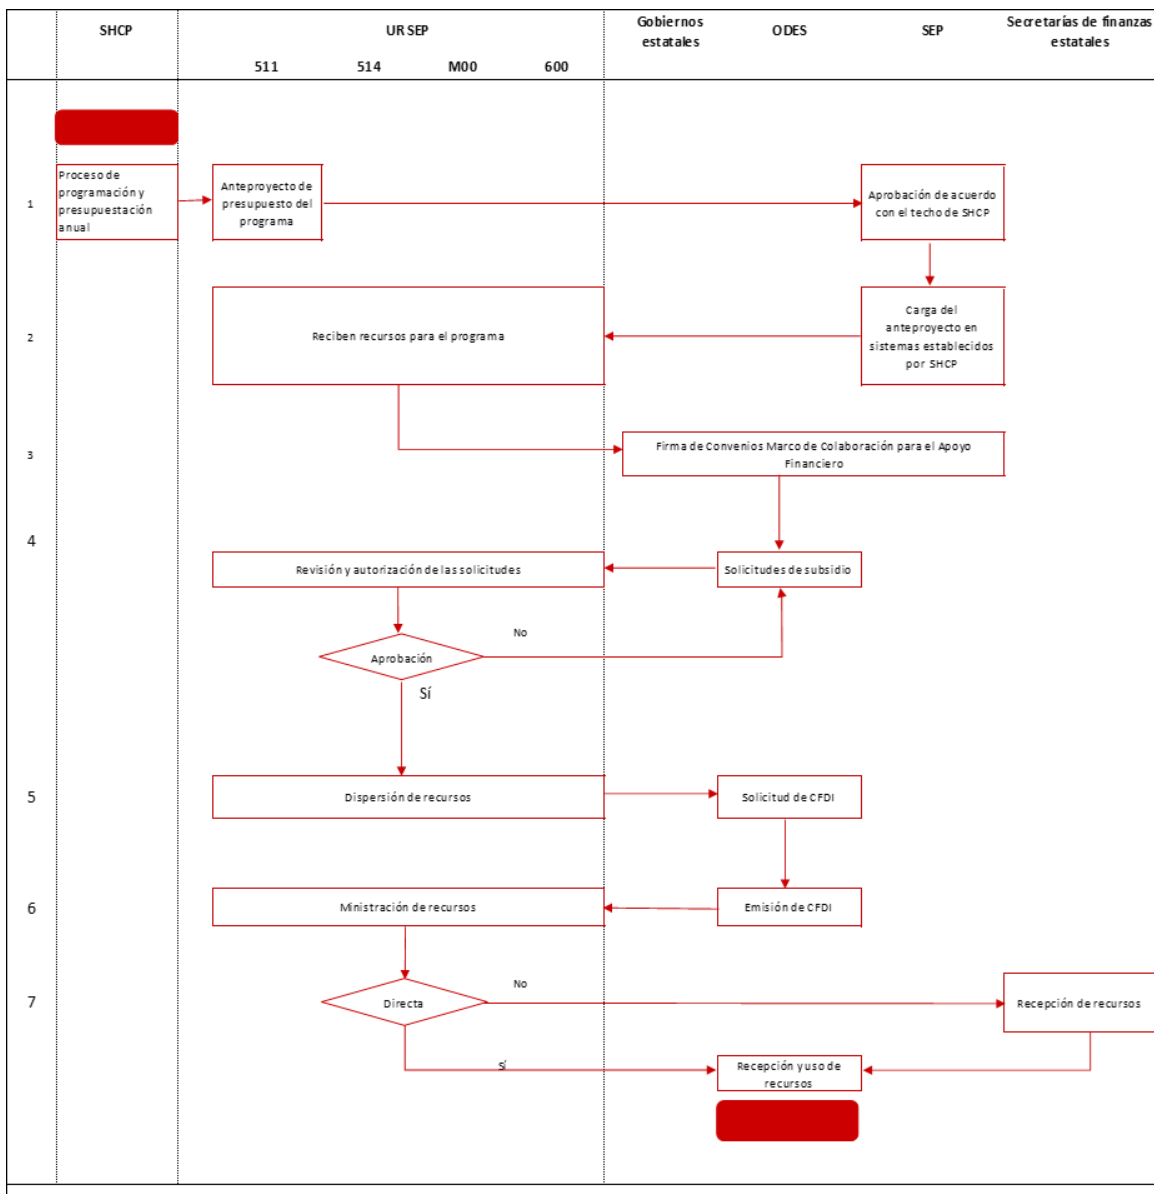 SHCP
UR SEP
Gobiernos
estatales
ODES
SEP
Secretarías de finanzas
estatales
511
514
M00
600
1
Proceso de
programación y
presupuestación
anual
Anteproyecto de
presupuesto del
programa
Aprobación de acuerdo
con el techo de SHCP
2
Reciben recursos para el programa
Carga del
anteproyecto en
sistemas establecidos
por SHCP
3
Firma de Convenios Marco de Colaboración para el Apoyo
Financiero
4
Revisión y autorización de las solicitudes
Solicitudes de subsidio
No
Aprobación
Sí
5
Dispersión de recursos
Solicitud de CFDI
6
Ministración de recursos
Emisión de CFDI
7
Directa
No
Recepción de recursos
Sí
Recepción y uso de
recursos